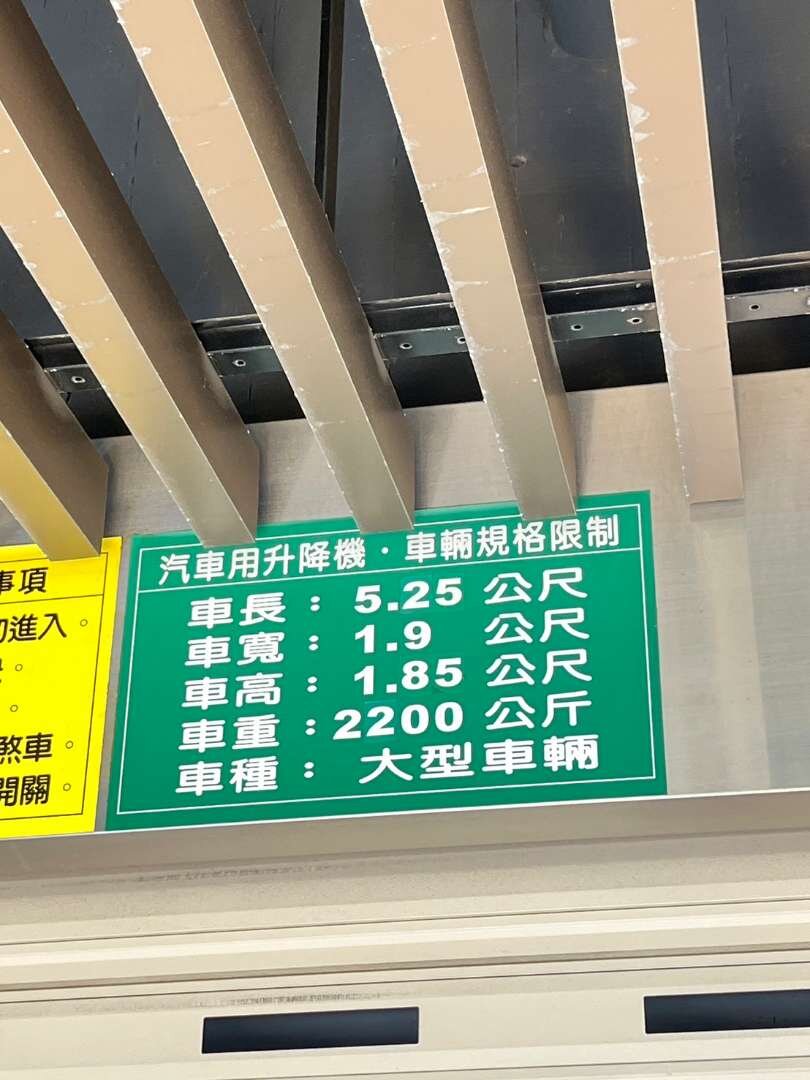 事項
勿進入。
。
。
煞車。
開關。
汽車用升降機・車輛規格限制
車長：5.25 公尺
車寬：1.9 公尺
車高：1.85 公尺
車重：2200 公斤
車種：大型車輛